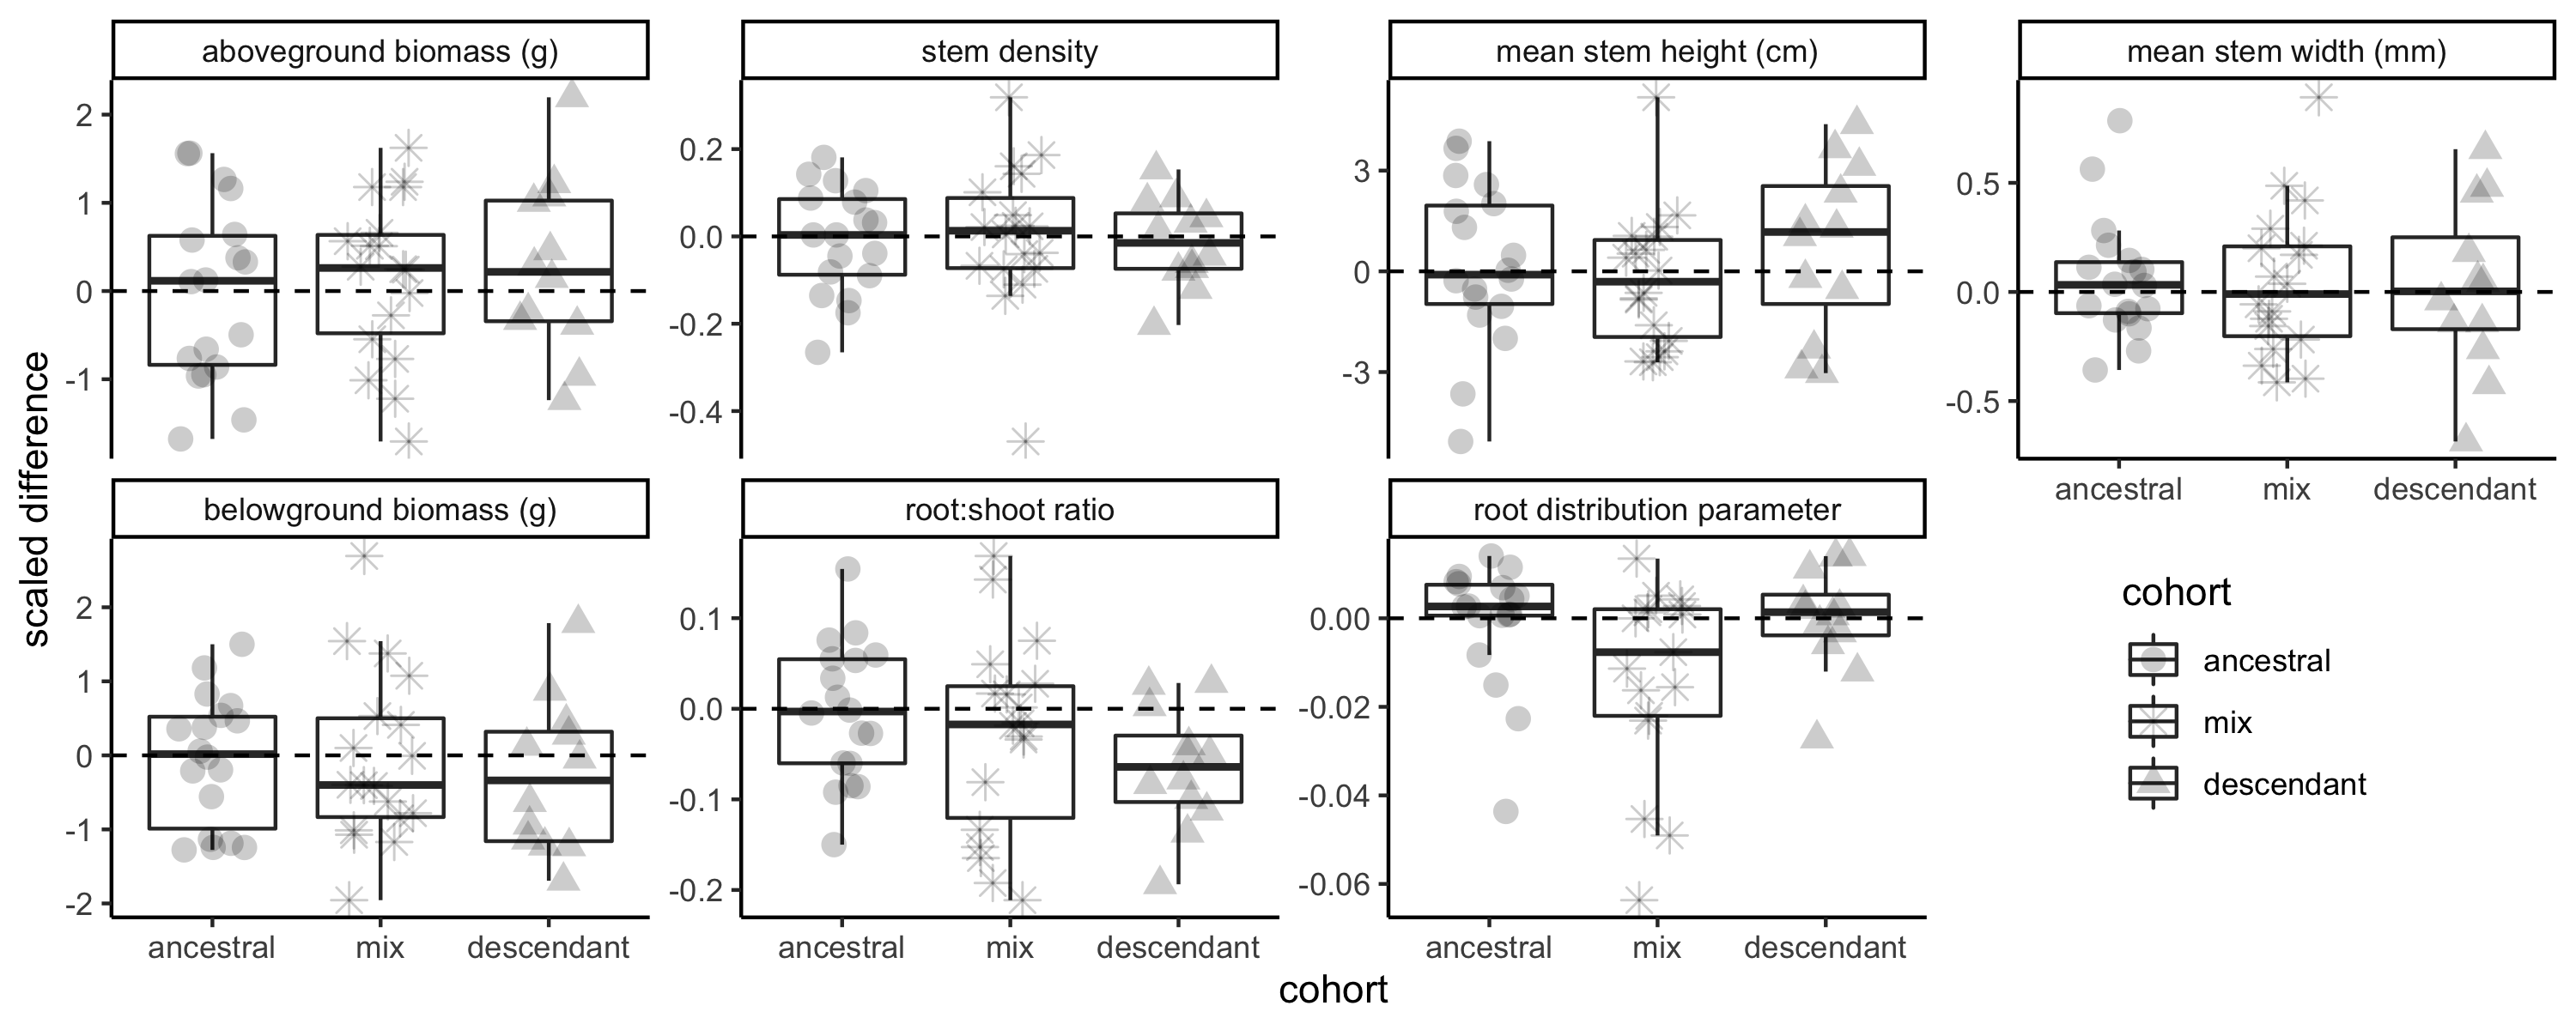 aboveground biomass (g)
stem density
mean stem height (cm)
mean stem width (mm)
2
1
0
-1
0.2
0.0
-0.2
-0.4
3
0
-3
0.5
0.0
-0.5
ancestral mix descendant
scaled difference
belowground biomass (g)
root:shoot ratio
root distribution parameter
2
1
0
-1
-2
0.1
0.0
-0.1
-0.2
0.00
-0.02
-0.04
-0.06
ancestral mix descendant
ancestral mix descendant
ancestral mix descendant
cohort
cohort
ancestral
mix
descendant